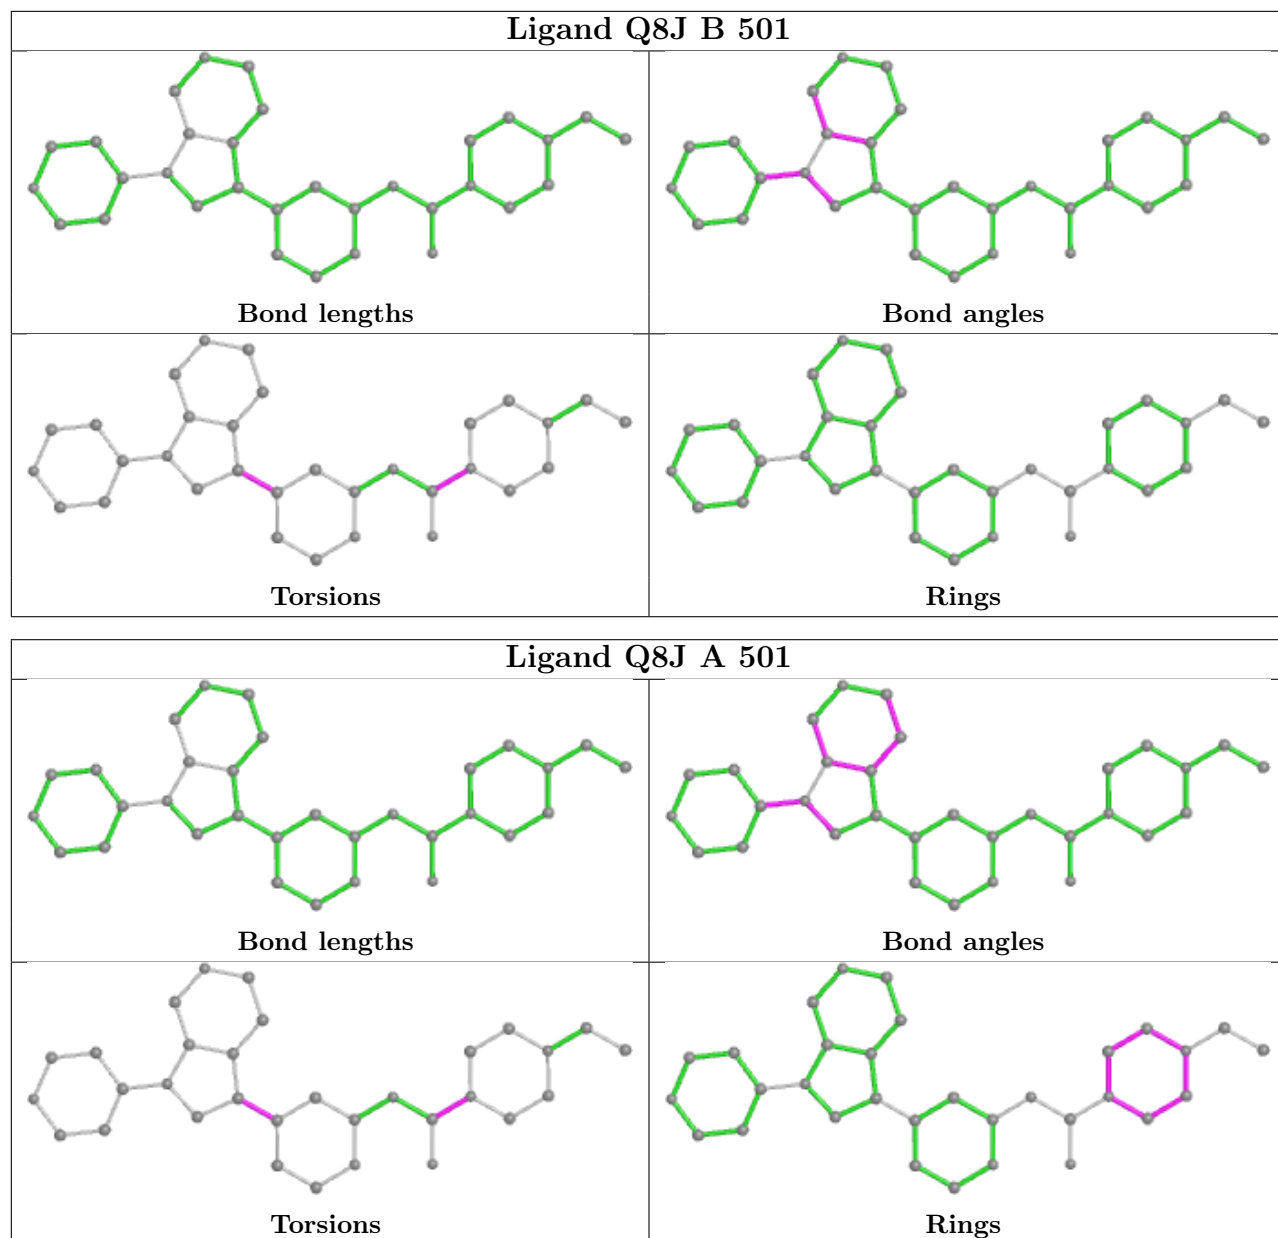 Ligand Q8J B 501
Bond lengths
Bond angles
Torsions
Rings
Ligand Q8J A 501
Bond lengths
Bond angles
Torsions
Rings